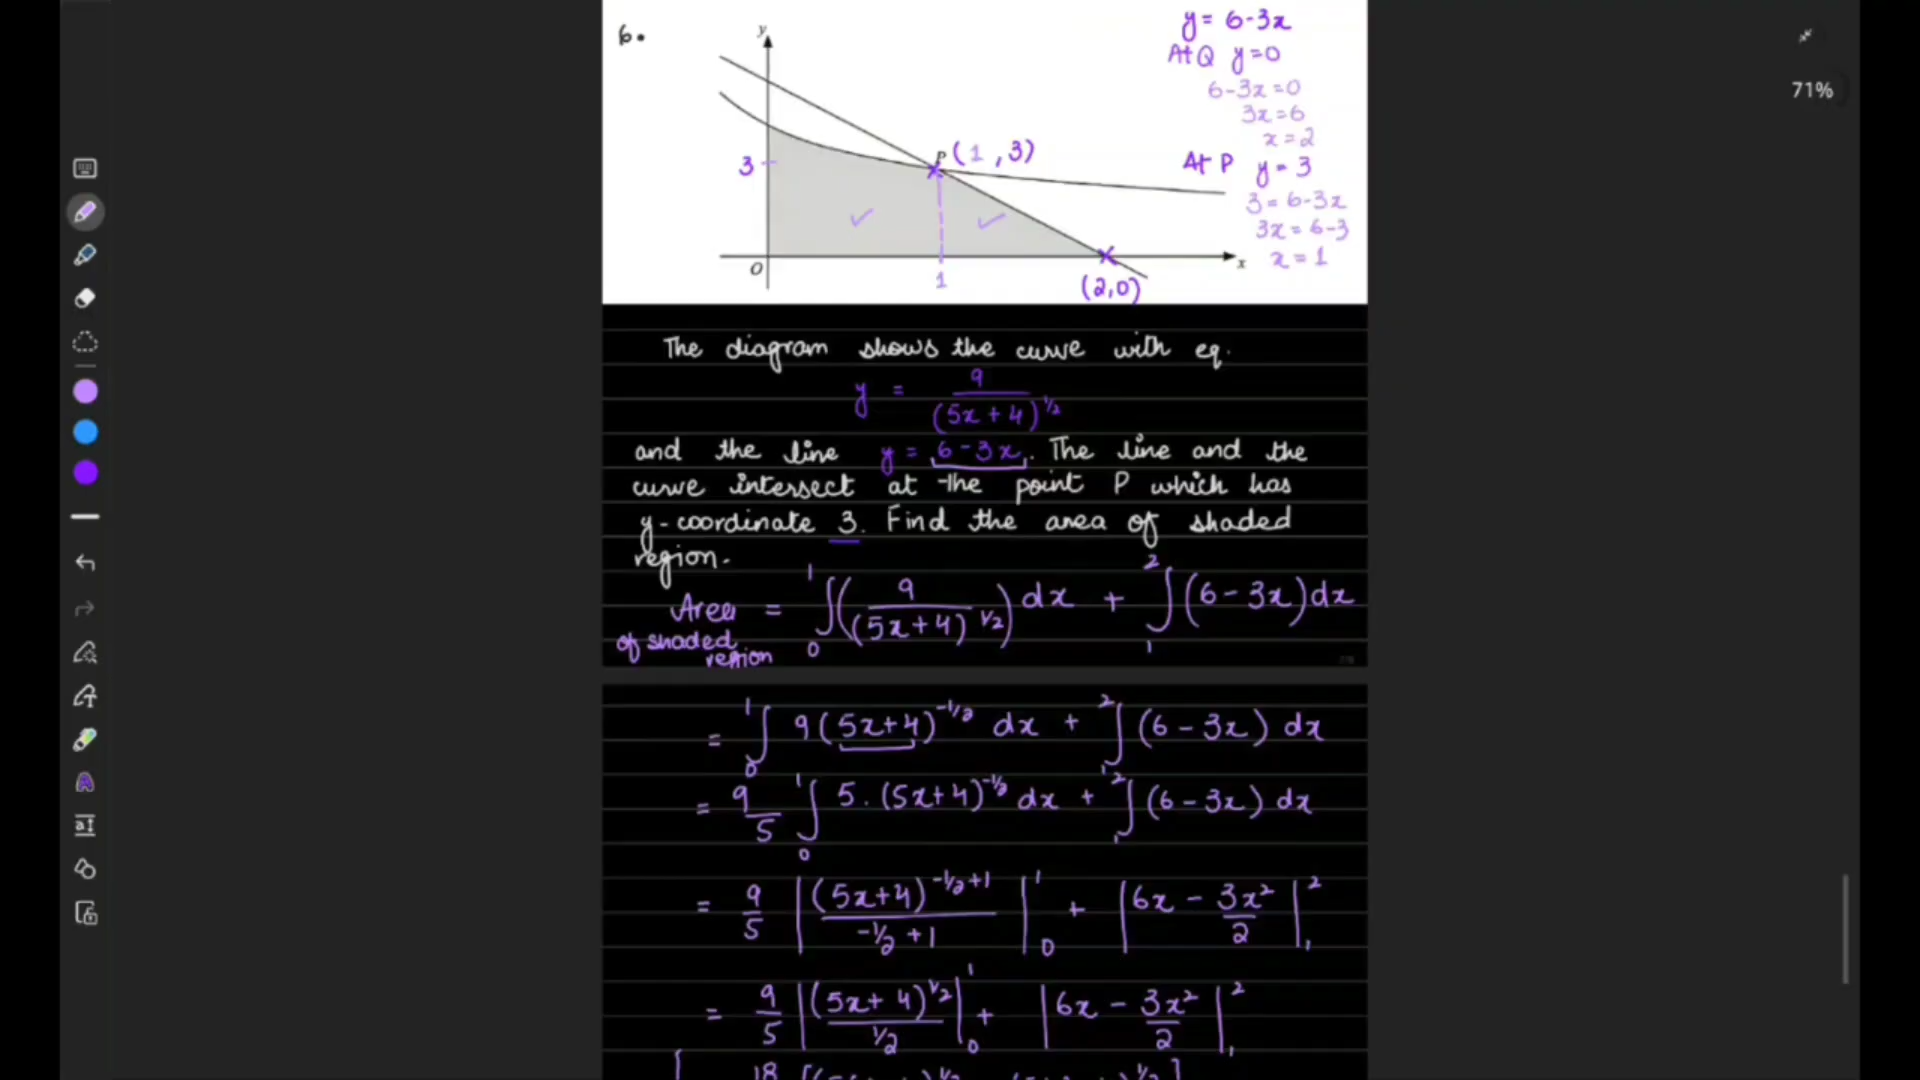 71%
6.
y = 6-3x
At Q y=0
6-3x=0
3x=6
x=2
At P y=3
3=6-3x
3x=6-3
x=1
y
3
P (1,3)
O
1
(2,0)
x
The diagram shows the curve with eq.
y = 9/(5x+4)^1/2
and the line y = 6-3x. The line and the
curve intersect at the point P which has
y-coordinate 3. Find the area of shaded
region.
Area of shaded region = ∫₀¹ (9/(5x+4)^1/2) dx + ∫₁² (6-3x) dx
= ∫₀¹ 9(5x+4)^-1/2 dx + ∫₁² (6-3x) dx
= 9/5 ∫₀¹ 5.(5x+4)^-1/2 dx + ∫₁² (6-3x) dx
= 9/5 |(5x+4)^-1/2+1 / -1/2+1|₀¹ + |6x - 3x²/2|₁²
= 9/5 |(5x+4)^1/2 / 1/2|₀¹ + |6x - 3x²/2|₁²
18